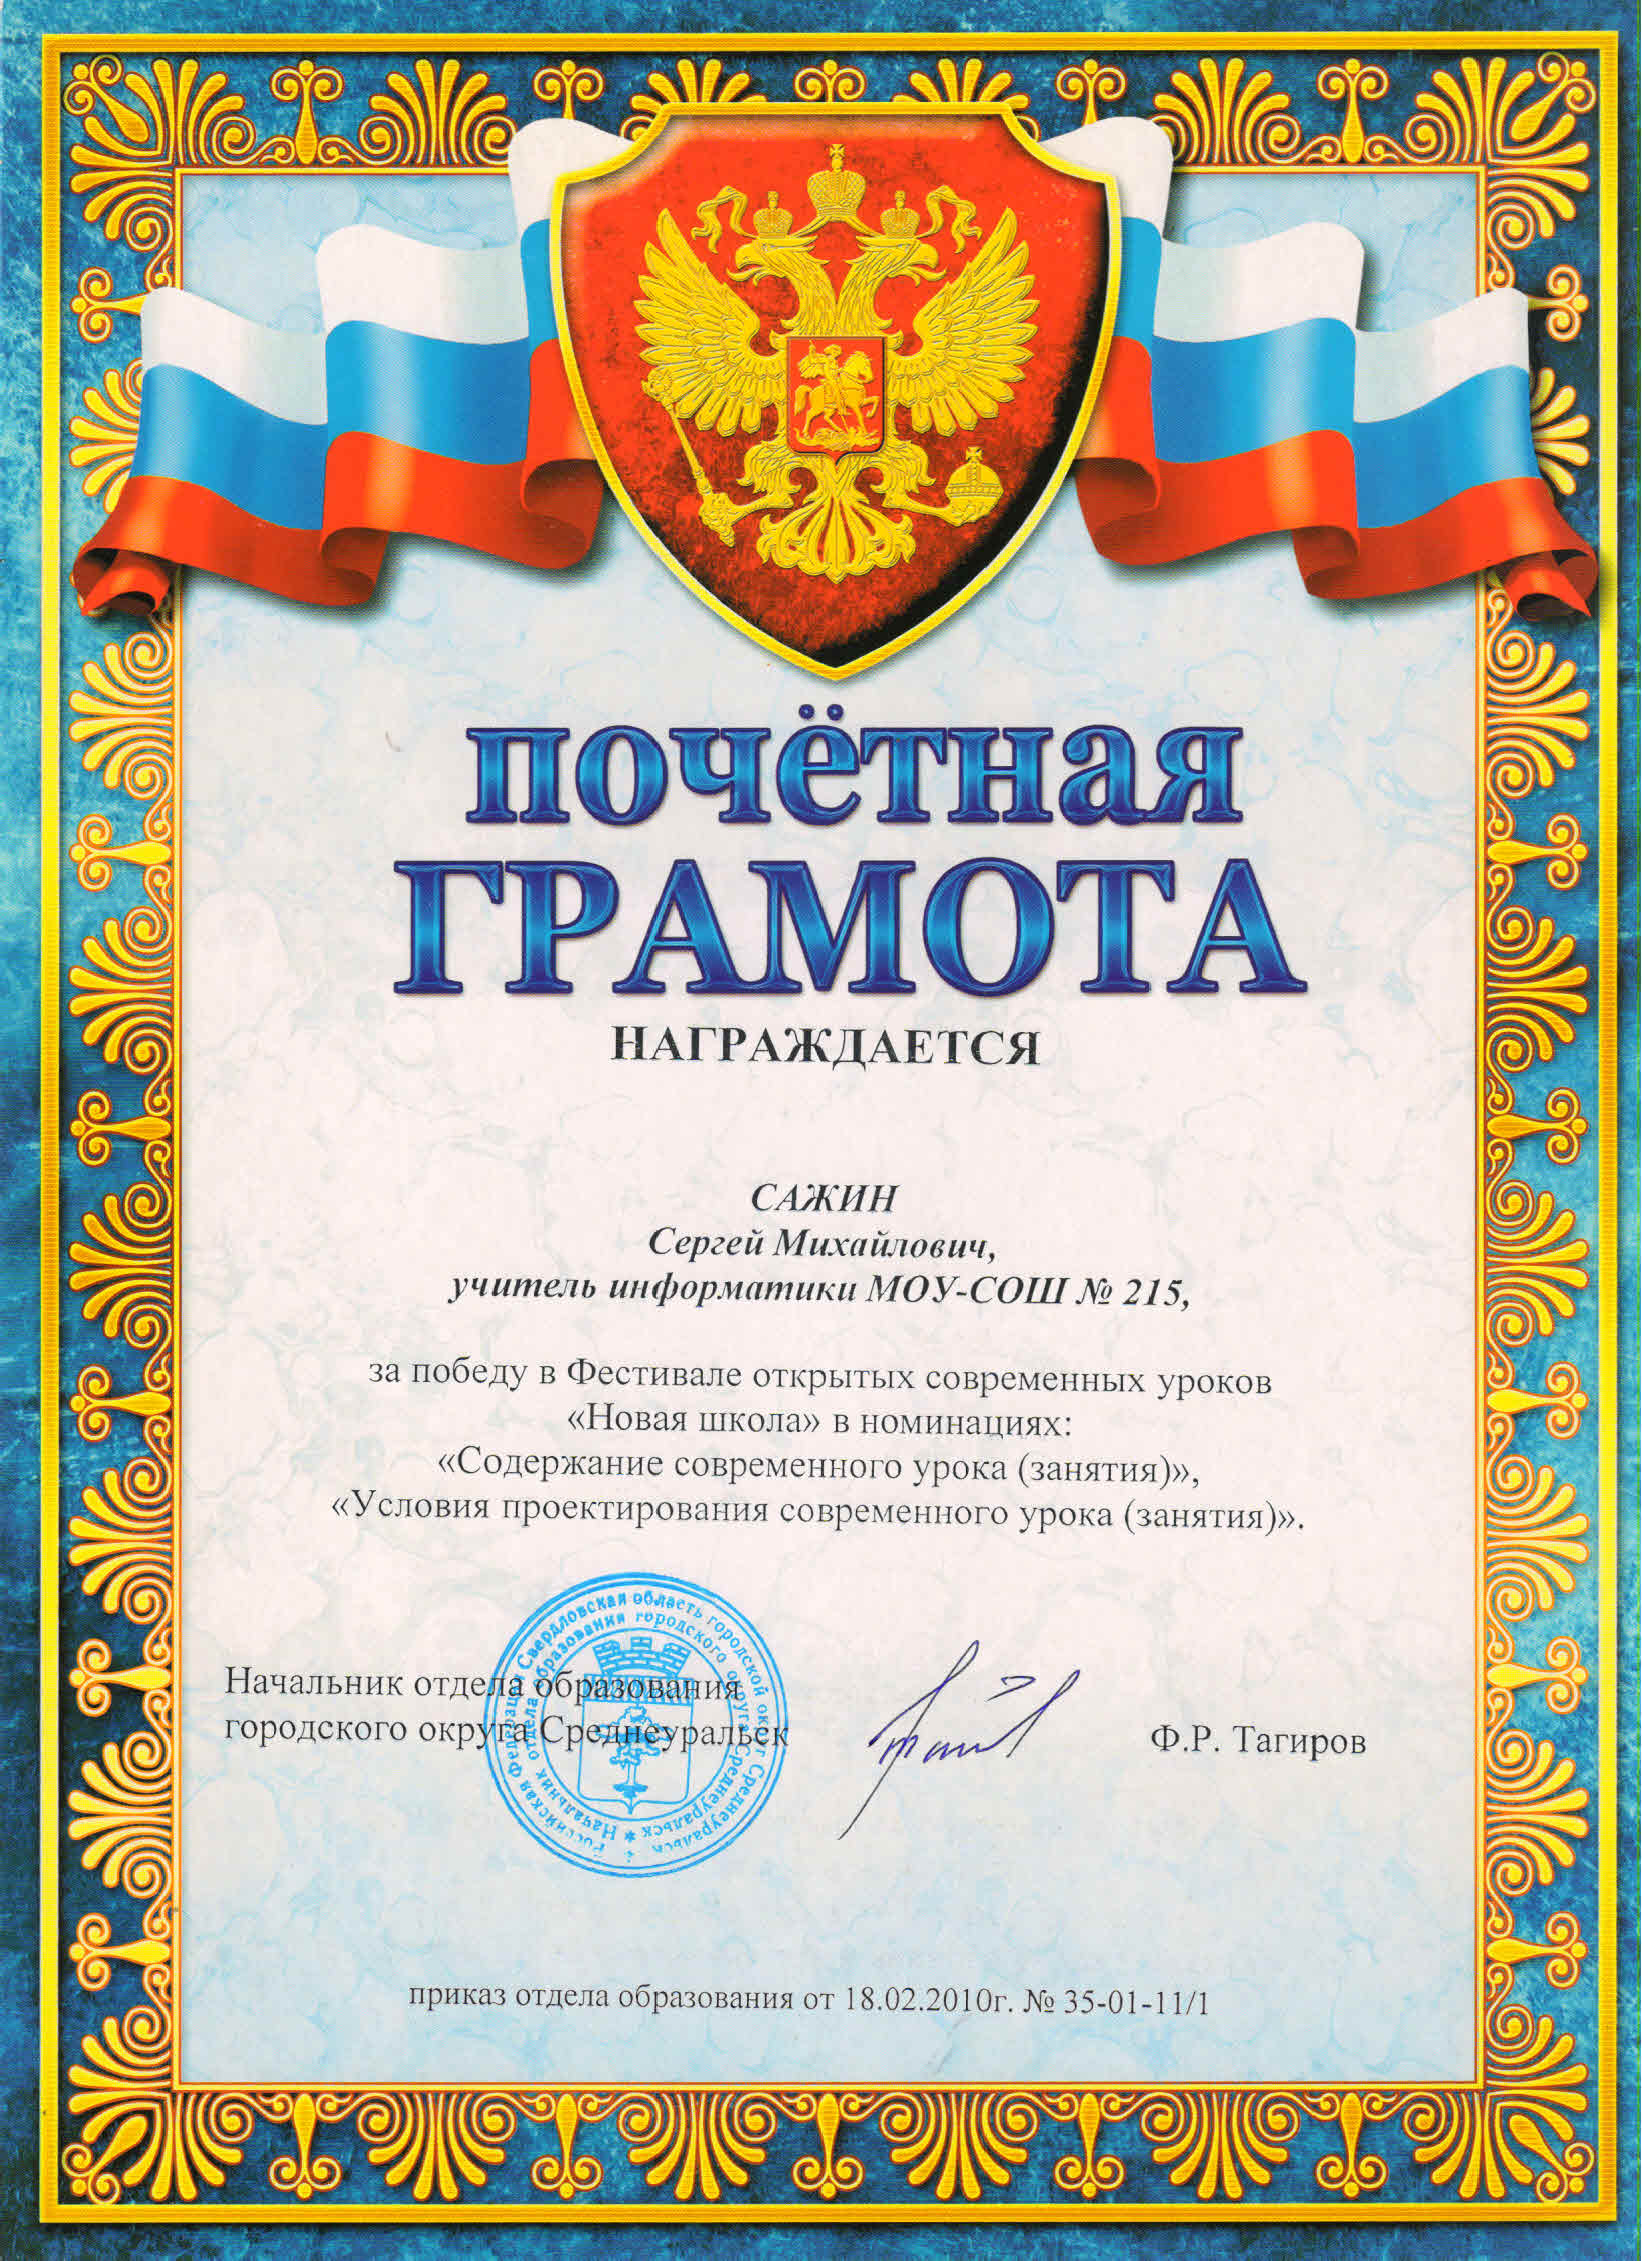 почётная
ГРАМОТА
НАГРАЖДАЕТСЯ
САЖИН
Сергей Михайлович,
учитель информатики МОУ-СОШ № 215,
за победу в Фестивале открытых современных уроков
«Новая школа» в номинациях:
«Содержание современного урока (занятия)»,
«Условия проектирования современного урока (занятия)».
Начальник отдела образования
городского округа Среднеуральск
Ф.Р. Тагиров
Российская Федерация Свердловская область городской округ Среднеуральск
Начальник отдела образования городского округа Среднеуральск
приказ отдела образования от 18.02.2010г. № 35-01-11/1